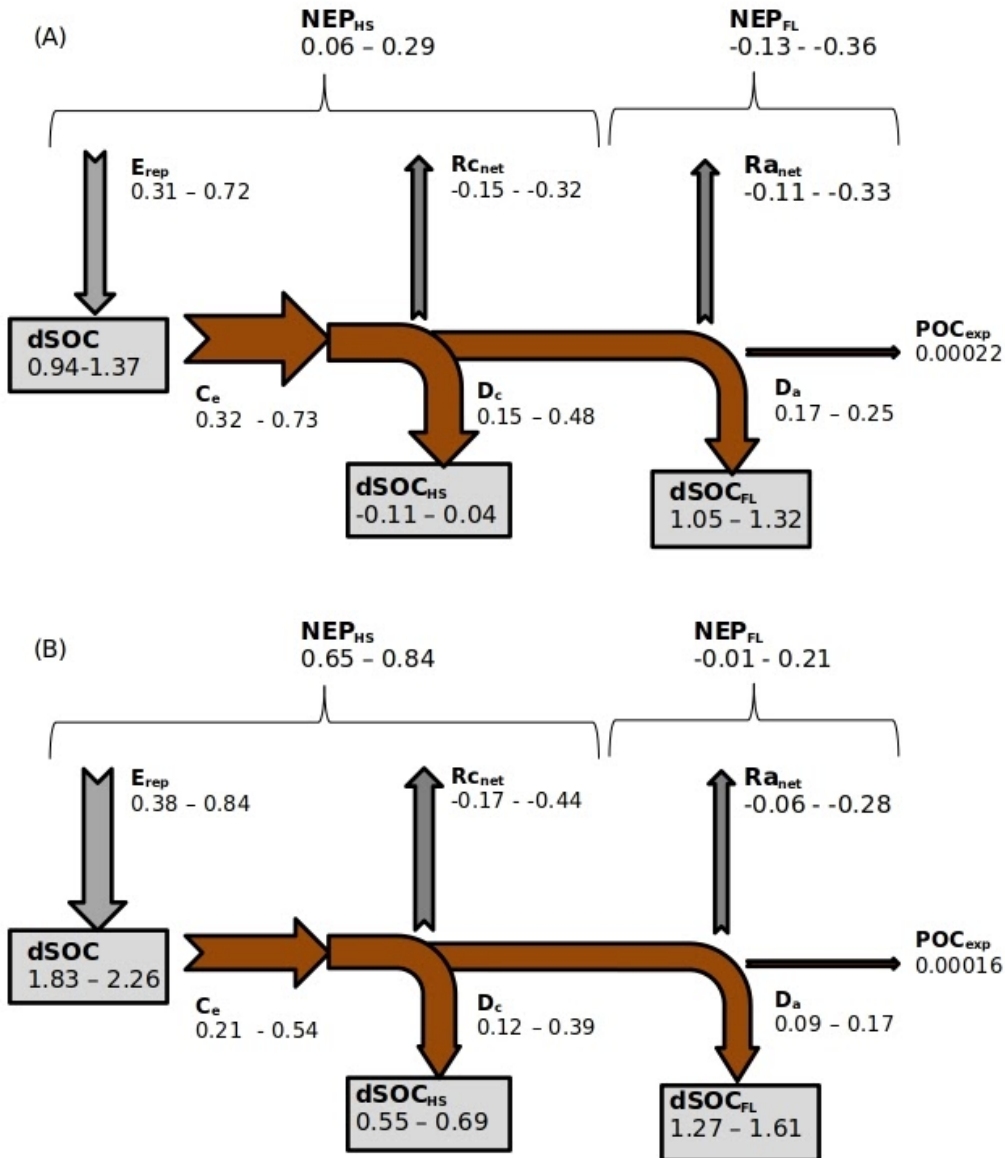 (A)
NEPHS
0.06 – 0.29
NEPFL
-0.13 - -0.36
Erep
0.31 – 0.72
Rcnet
-0.15 - -0.32
Ranet
-0.11 – -0.33
dSOC
0.94-1.37
Ce
0.32 - 0.73
Dc
0.15 – 0.48
Da
0.17 – 0.25
POCexp
0.00022
dSOCHS
-0.11 – 0.04
dSOCFL
1.05 – 1.32
(B)
NEPHS
0.65 – 0.84
NEPFL
-0.01 - 0.21
Erep
0.38 – 0.84
Rcnet
-0.17 - -0.44
Ranet
-0.06 - -0.28
dSOC
1.83 – 2.26
Ce
0.21 - 0.54
Dc
0.12 – 0.39
Da
0.09 – 0.17
POCexp
0.00016
dSOCHS
0.55 – 0.69
dSOCFL
1.27 – 1.61